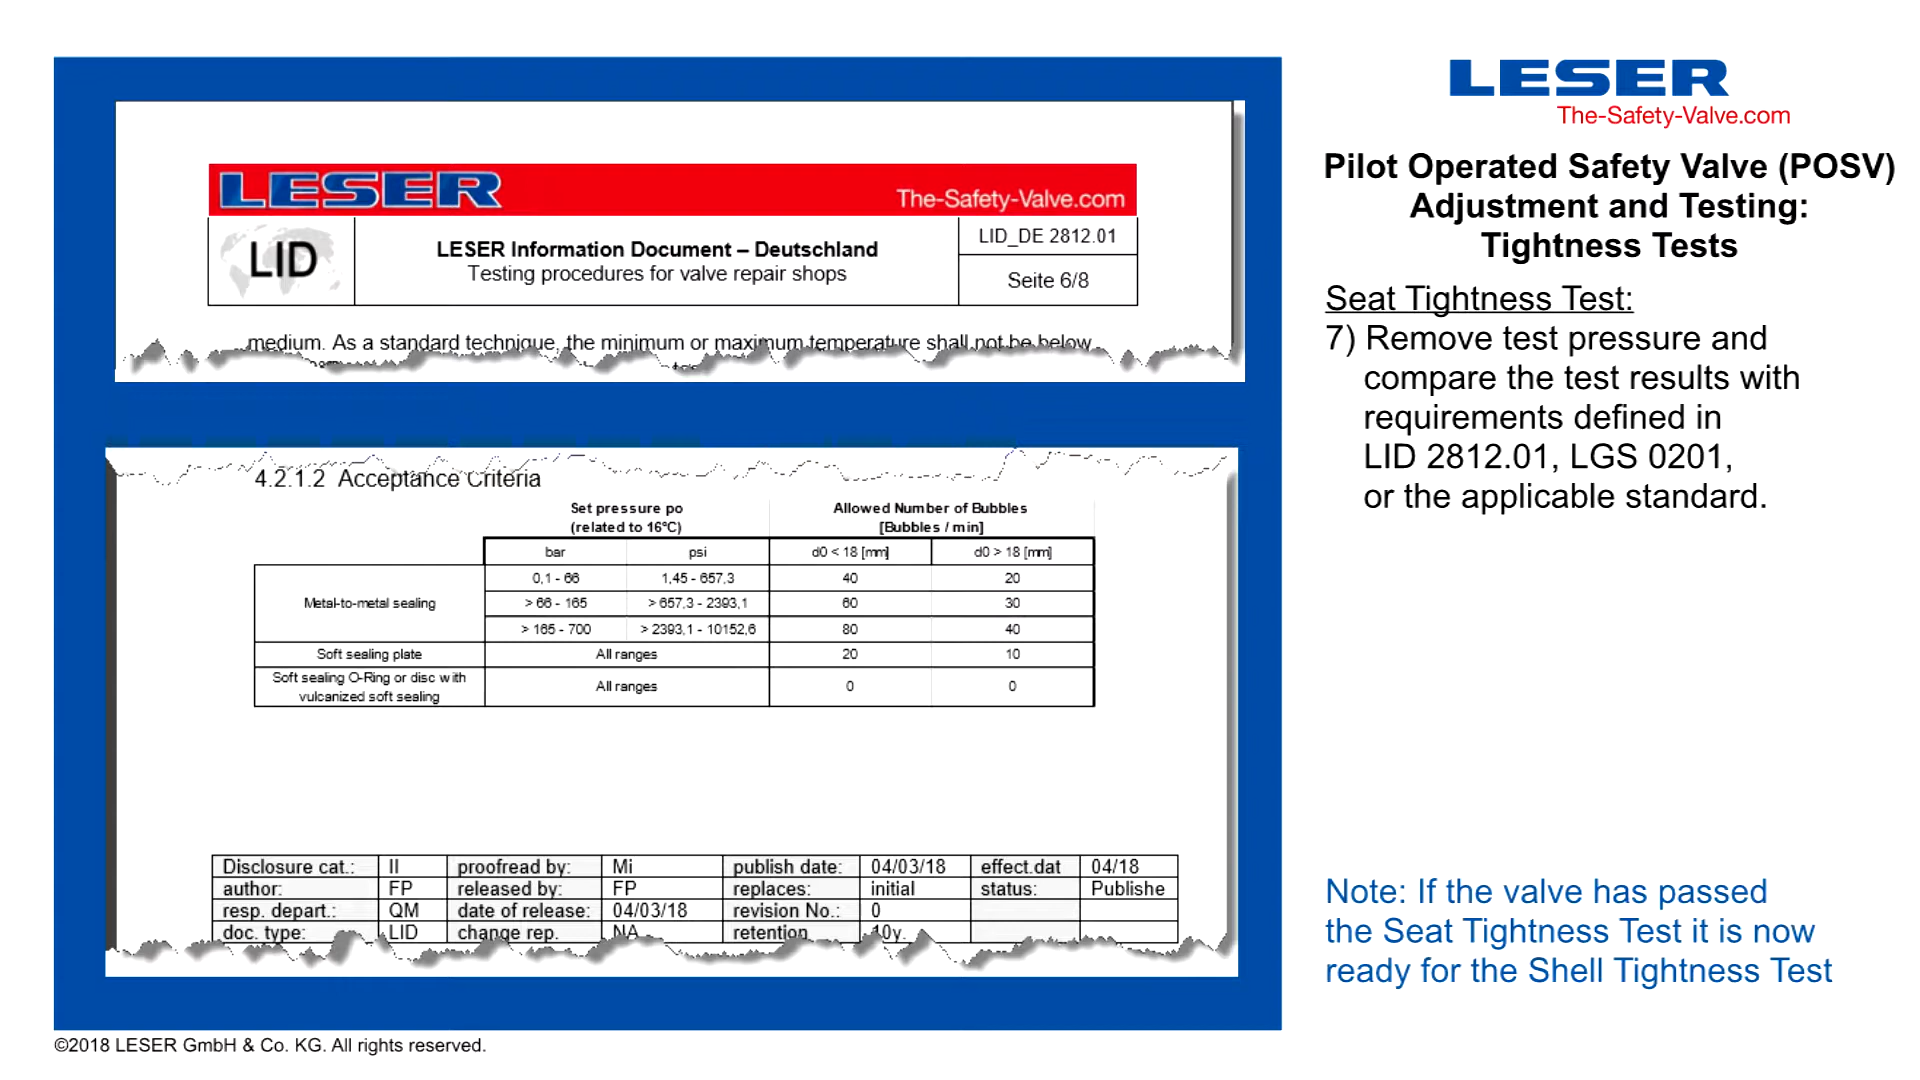 LESER
The-Safety-Valve.com
LID
LESER Information Document – Deutschland
Testing procedures for valve repair shops
LID_DE 2812.01
Seite 6/8
medium. As a standard technique, the minimum or maximum temperature shall not be below
4.2.1.2 Acceptance Criteria
Set pressure po
(related to 16°C)
Allowed Number of Bubbles
[Bubbles / min]
bar psi d0 < 18 [mm] d0 > 18 [mm]
Metal-to-metal sealing
0,1 - 66 1,45 - 657,3 40 20
> 66 - 165 > 657,3 - 2393,1 60 30
> 165 - 700 > 2393,1 - 10152,6 80 40
Soft sealing plate All ranges 20 10
Soft sealing O-Ring or disc with
vulcanized soft sealing
All ranges 0 0
Disclosure cat.: II proofread by: Mi publish date: 04/03/18 effect.dat 04/18
author: FP released by: FP replaces: initial status: Publishe
resp. depart.: QM date of release: 04/03/18 revision No.: 0
doc. type: LID change rep. NA retention 10y.
©2018 LESER GmbH & Co. KG. All rights reserved.
LESER
The-Safety-Valve.com
Pilot Operated Safety Valve (POSV)
Adjustment and Testing:
Tightness Tests
Seat Tightness Test:
7) Remove test pressure and
compare the test results with
requirements defined in
LID 2812.01, LGS 0201,
or the applicable standard.
Note: If the valve has passed
the Seat Tightness Test it is now
ready for the Shell Tightness Test